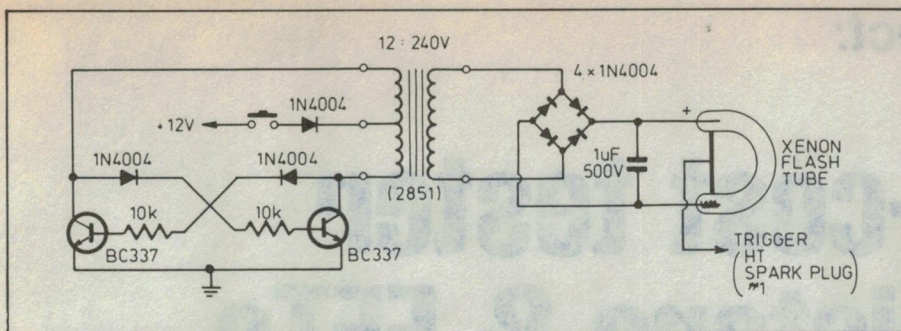 12 : 240V
4 × 1N4004
1N4004
+12V
1N4004
1N4004
+
XENON
FLASH
TUBE
1uF
500V
(2851)
10k
10k
BC337
BC337
TRIGGER
HT
SPARK PLUG
#1